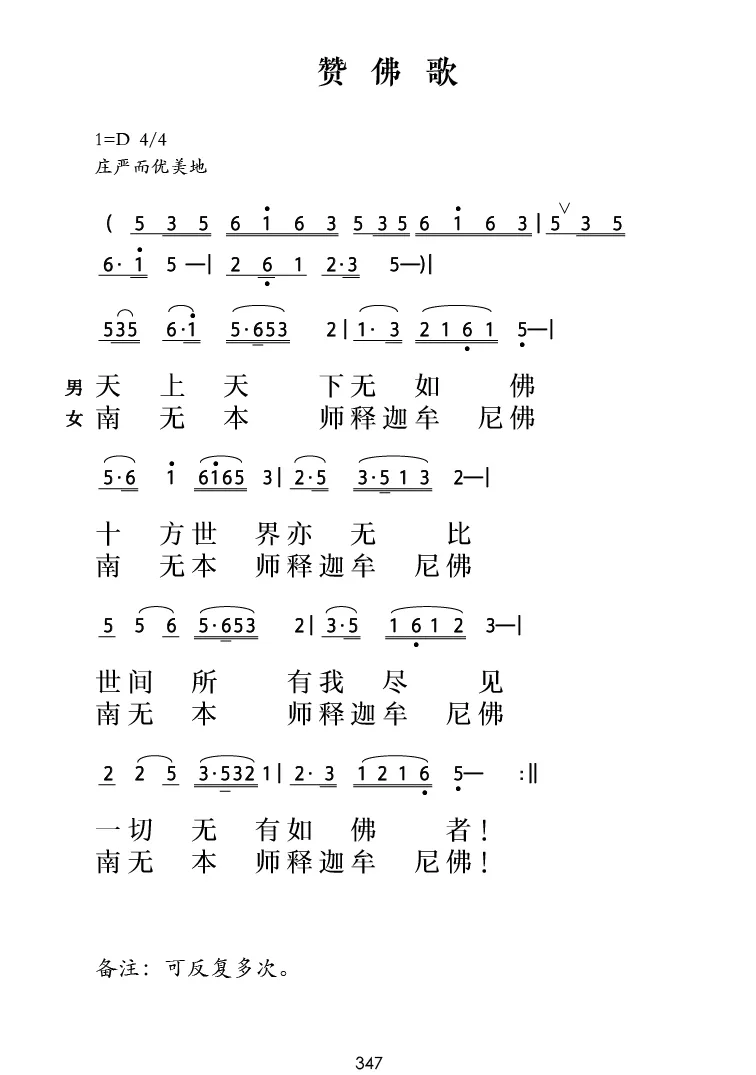 赞佛歌
1=D 4/4
庄严而优美地
( 5 3 5 6 1̇ 6 3 5 3 5 6 1̇ 6 3 | 5 ∨ 3 5
6· 1̇ 5 —| 2 6̣ 1 2·3 5—)|
535 6·1̇ 5·653 2 | 1· 3 2 1 6̣ 1 5̣—|
男 天 上 天 下无 如 佛
女 南 无 本 师释迦牟 尼佛
5·6 1̇ 61̇65 3 | 2·5 3·5 1 3 2—|
十 方世 界亦 无 比
南 无本 师释迦牟 尼佛
5 5 6 5·653 2 | 3·5 1 6̣ 1 2 3—|
世间 所 有我 尽 见
南无 本 师释迦牟 尼佛
2 2 5 3·532 1 | 2· 3 1 2 1 6̣ 5̣— :‖
一切 无 有如 佛 者!
南无 本 师释迦牟 尼佛!
备注:可反复多次。
347